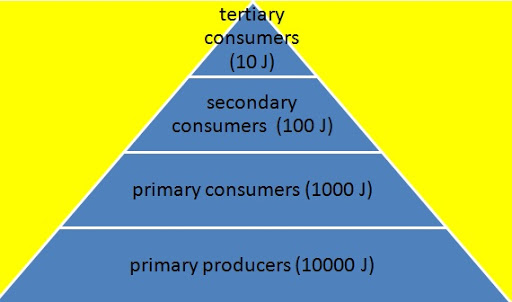 tertiary
consumers
(10 J)
secondary
consumers (100 J)
primary consumers (1000 J)
primary producers (10000 J)